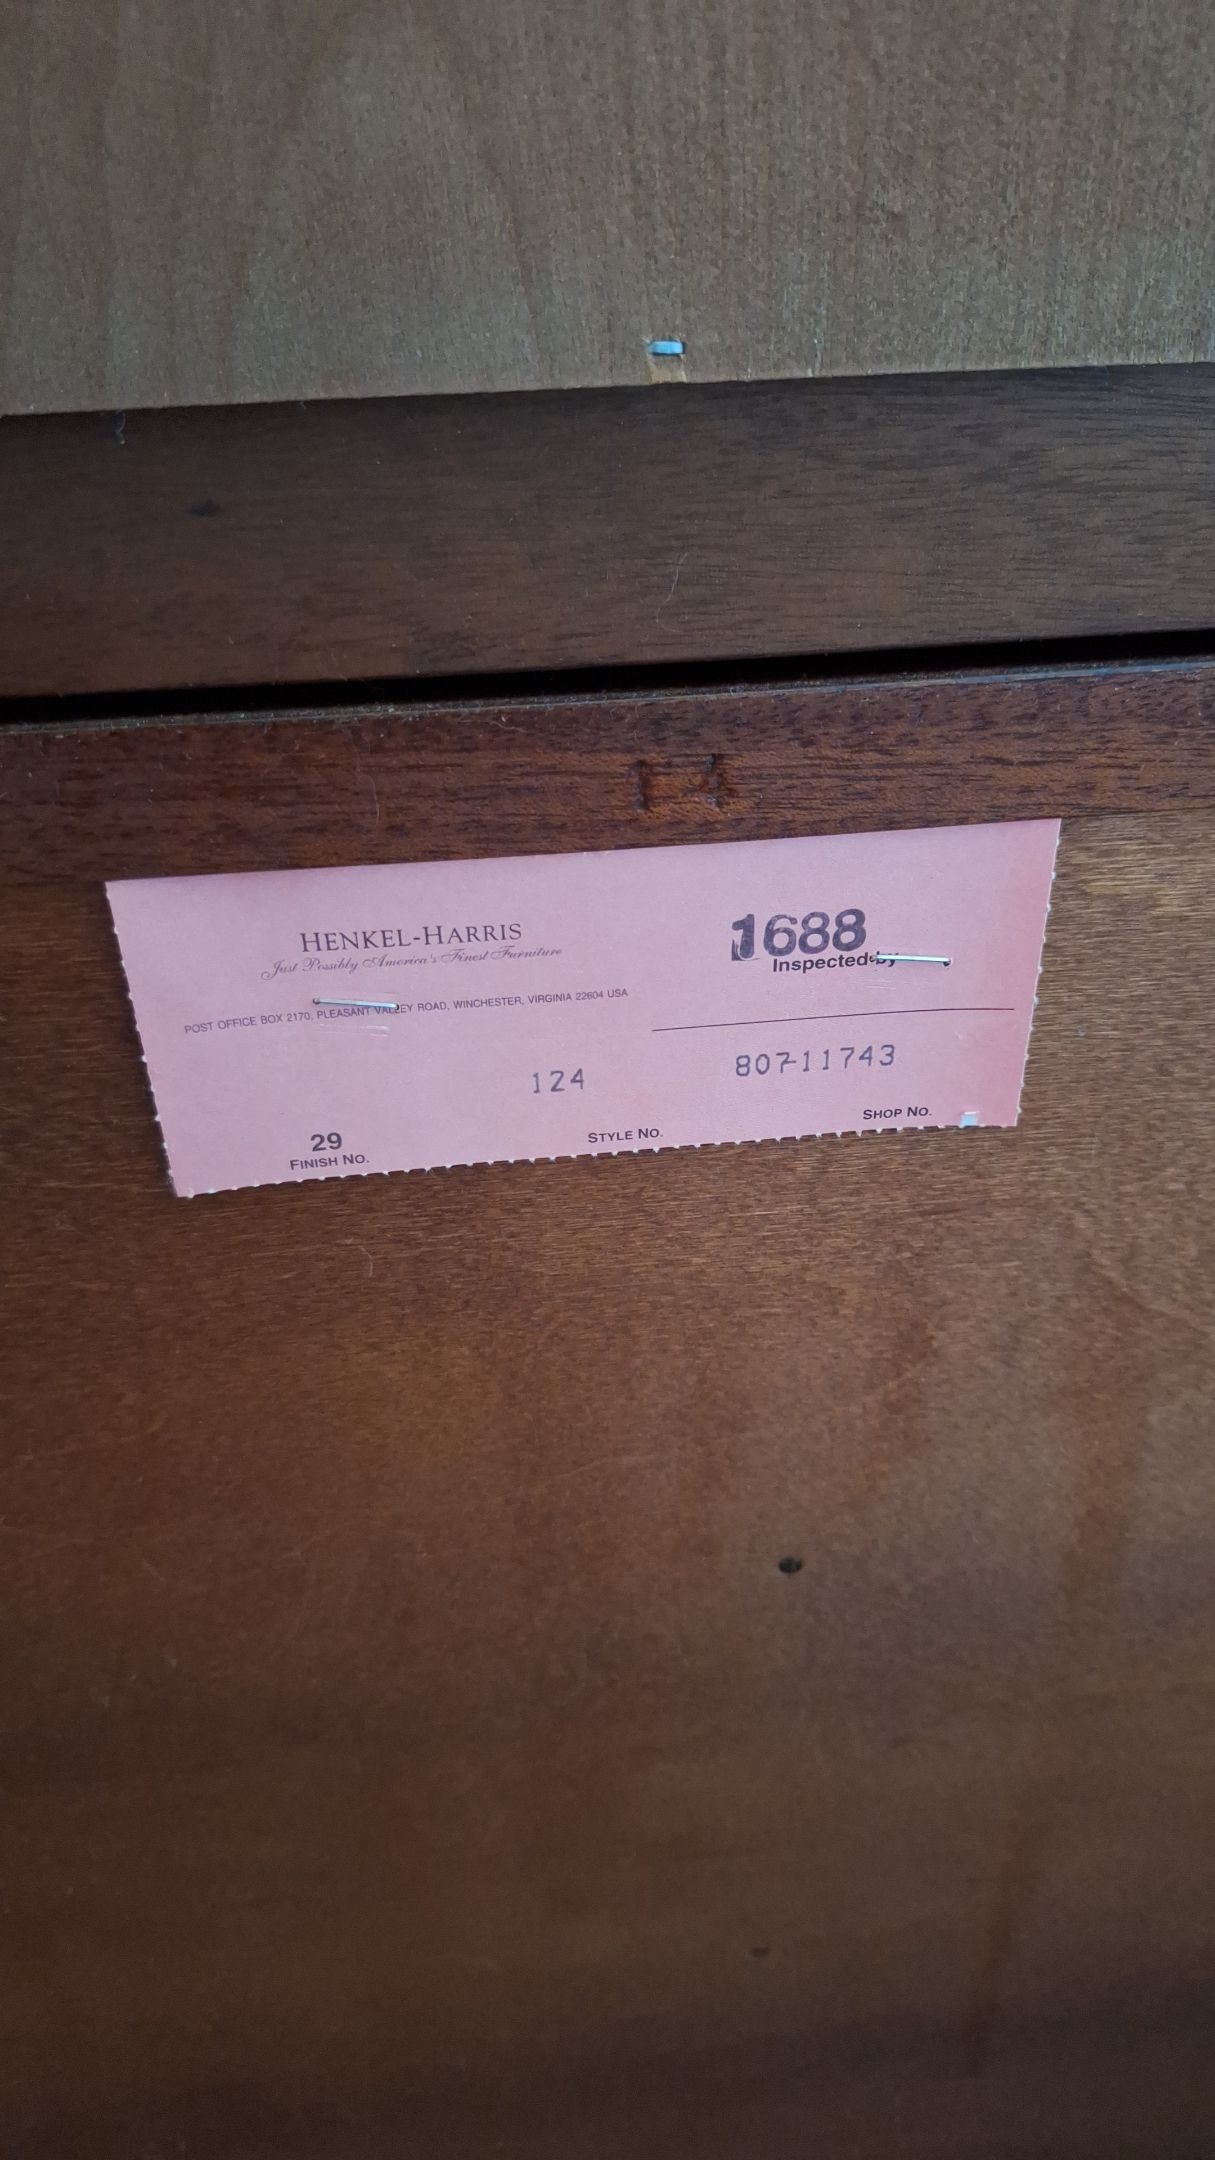 14
HENKEL-HARRIS
Just Possibly America's Finest Furniture
POST OFFICE BOX 2170, PLEASANT VALLEY ROAD, WINCHESTER, VIRGINIA 22604 USA
1688
Inspected by
124
807-11743
29
FINISH NO.
STYLE NO.
SHOP NO.